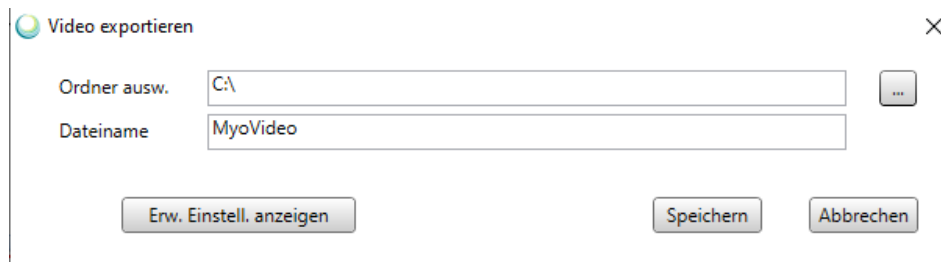 Video exportieren
Ordner ausw. C:\ ...
Dateiname MyoVideo
Erw. Einstell. anzeigen Speichern Abbrechen